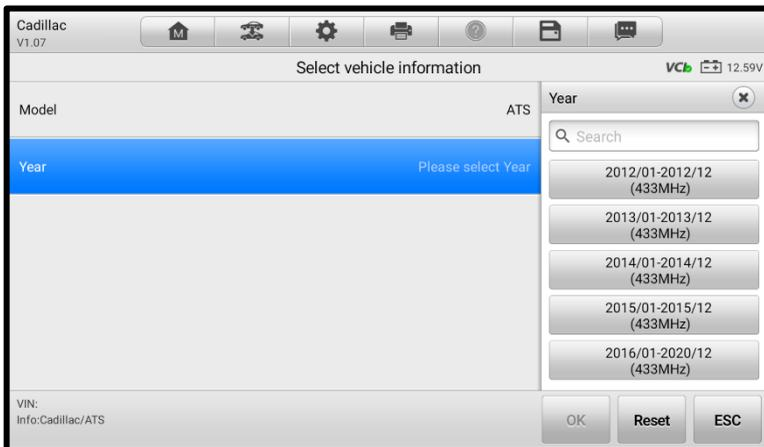 Cadillac
V1.07
M
Select vehicle information
VCI 12.59V
Model ATS
Year Please select Year
Year
Search
2012/01-2012/12
(433MHz)
2013/01-2013/12
(433MHz)
2014/01-2014/12
(433MHz)
2015/01-2015/12
(433MHz)
2016/01-2020/12
(433MHz)
VIN:
Info:Cadillac/ATS
OK Reset ESC